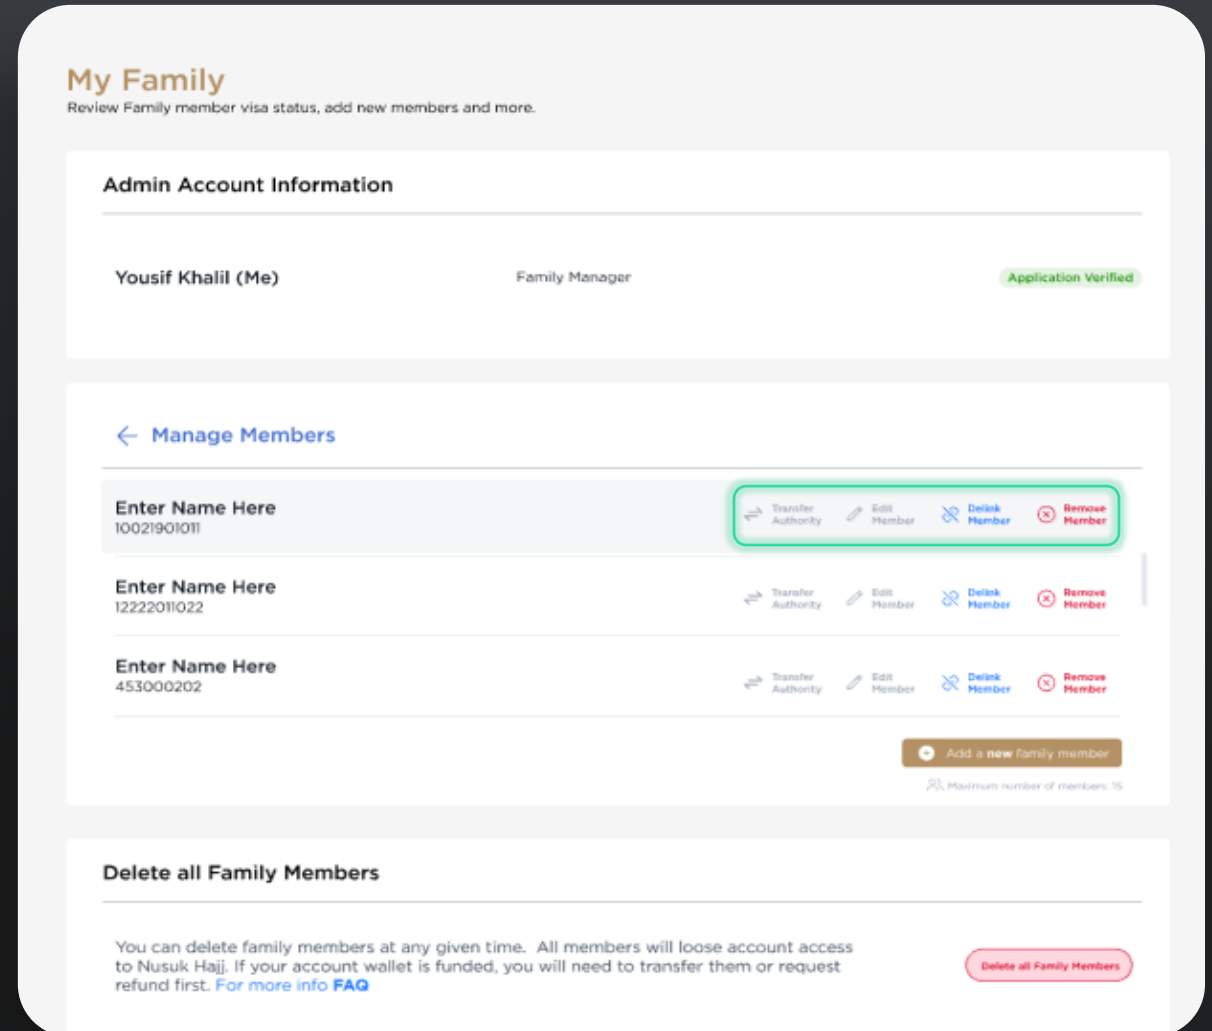 My Family
Review Family member visa status, add new members and more.
Admin Account Information
Yousif Khalil (Me) Family Manager Application Verified
Manage Members
Enter Name Here
10021901011
Transfer Authority Edit Member Delink Member Remove Member
Enter Name Here
12222011022
Transfer Authority Edit Member Delink Member Remove Member
Enter Name Here
453000202
Transfer Authority Edit Member Delink Member Remove Member
Add a new family member
Maximum number of members: 15
Delete all Family Members
You can delete family members at any given time. All members will loose account access
to Nusuk Hajj. If your account wallet is funded, you will need to transfer them or request
refund first. For more info FAQ
Delete all Family Members